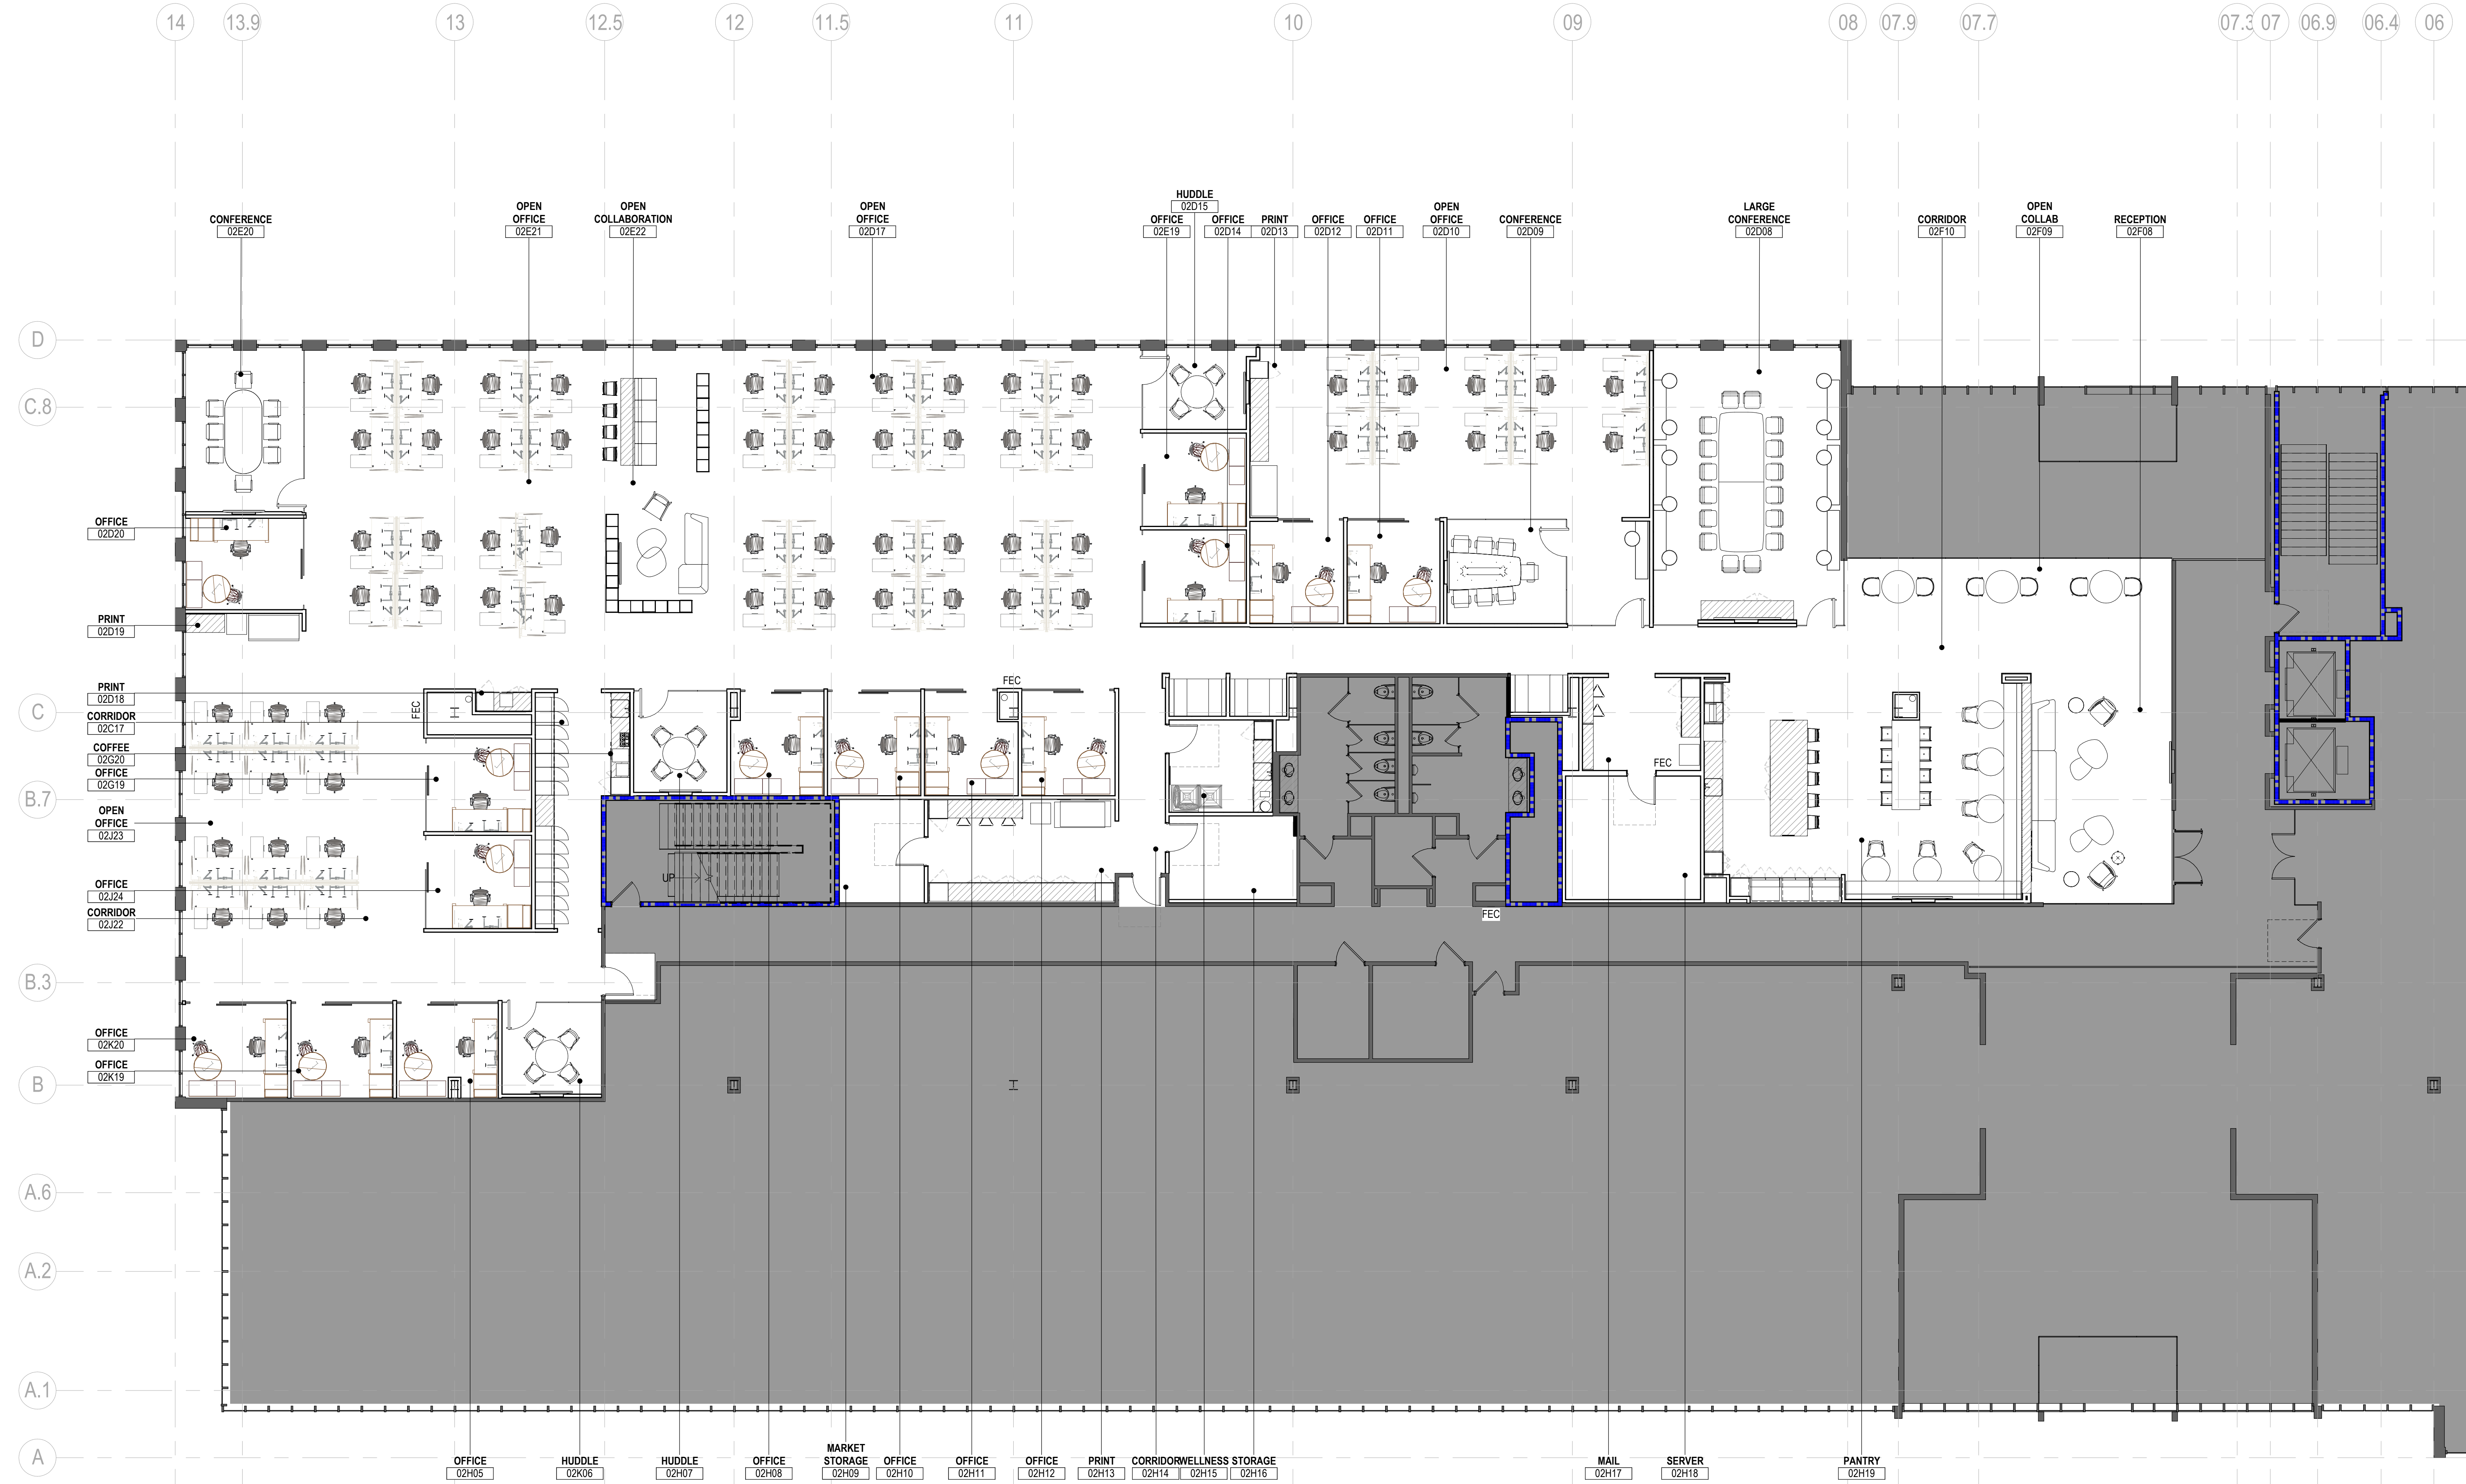 14
13.9
13
12.5
12
11.5
11
10
09
08
07.9
07.7
07.3
07
06.9
06.4
06
HUDDLE
02D15
CONFERENCE
02E20
OPEN
OFFICE
02E21
OPEN
COLLABORATION
02E22
OPEN
OFFICE
02D17
OFFICE
02E19
OFFICE
02D14
PRINT
02D13
OFFICE
02D12
OFFICE
02D11
OPEN
OFFICE
02D10
CONFERENCE
02D09
LARGE
CONFERENCE
02D08
CORRIDOR
02F10
OPEN
COLLAB
02F09
RECEPTION
02F08
D
C.8
OFFICE
02D20
PRINT
02D19
PRINT
02D18
C
CORRIDOR
02C17
COFFEE
02G20
OFFICE
02G19
B.7
OPEN
OFFICE
02J23
OFFICE
02J24
CORRIDOR
02J22
B.3
OFFICE
02K20
OFFICE
02K19
B
A.6
A.2
A.1
A
FEC
FEC
FEC
FEC
UP
OFFICE
02H05
HUDDLE
02K06
HUDDLE
02H07
OFFICE
02H08
MARKET
STORAGE
02H09
OFFICE
02H10
OFFICE
02H11
OFFICE
02H12
PRINT
02H13
CORRIDOR
02H14
WELLNESS
02H15
STORAGE
02H16
MAIL
02H17
SERVER
02H18
PANTRY
02H19